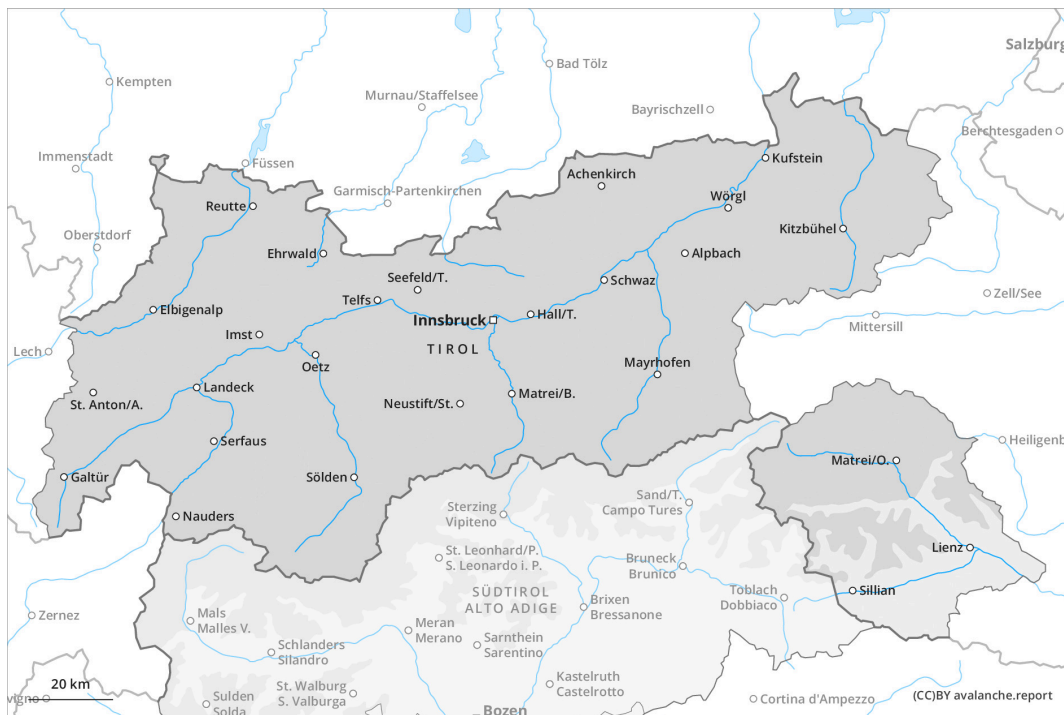 Salzburg
Bad Tölz
Kempten
Murnau/Staffelsee
Bayrischzell
Berchtesgaden
Immenstadt
Füssen
Kufstein
Achenkirch
Garmisch-Partenkirchen
Reutte
Wörgl
Kitzbühel
Oberstdorf
Ehrwald
Alpbach
Seefeld/T.
Schwaz
Zell/See
Telfs
Elbigenalp
Innsbruck
Hall/T.
Mittersill
Imst
TIROL
Lech
Oetz
Mayrhofen
Landeck
St. Anton/A.
Neustift/St.
Matrei/B.
Serfaus
Heiligenb
Matrei/O.
Galtür
Sölden
Sand/T.
Campo Tures
Sterzing
Vipiteno
Nauders
Lienz
St. Leonhard/P.
S. Leonardo i. P.
Bruneck
Brunico
SÜDTIROL
ALTO ADIGE
Toblach
Dobbiaco
Sillian
Brixen
Bressanone
Zernez
Mals
Malles V.
Meran
Merano
Sarnthein
Sarentino
Schlanders
Silandro
Kastelruth
Castelrotto
20 km
St. Walburg
S. Valburga
vigno
Sulden
Solda
Cortina d'Ampezzo
(CC)BY avalanche.report
Bozen